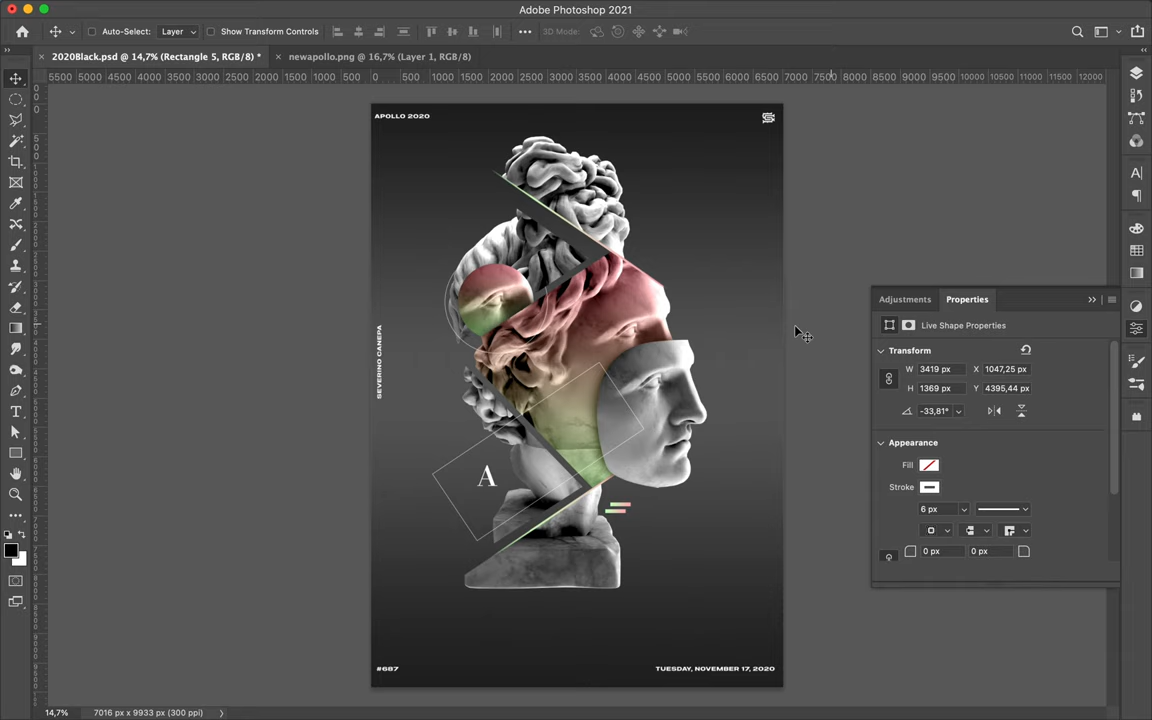 Adobe Photoshop 2021
Auto-Select:
Layer
Show Transform Controls
3D Mode:
2020Black.psd @ 14,7% (Rectangle 5, RGB/8) *
newapollo.png @ 16,7% (Layer 1, RGB/8)
5500 5000 4500 4000 3500 3000 2500 2000 1500 1000 500 0 500 1000 1500 2000 2500 3000 3500 4000 4500 5000 5500 6000 6500 7000 7500 8000 8500 9000 9500 10000 10500 11000 11500 12000
APOLLO 2020
SEVERINO CANEPA
A
#687
TUESDAY, NOVEMBER 17, 2020
Adjustments
Properties
Live Shape Properties
Transform
W 3419 px X 1047,25 px
H 1369 px Y 4395,44 px
-33,81°
Appearance
Fill
Stroke
6 px
0 px 0 px
14,7% 7016 px x 9933 px (300 ppi)